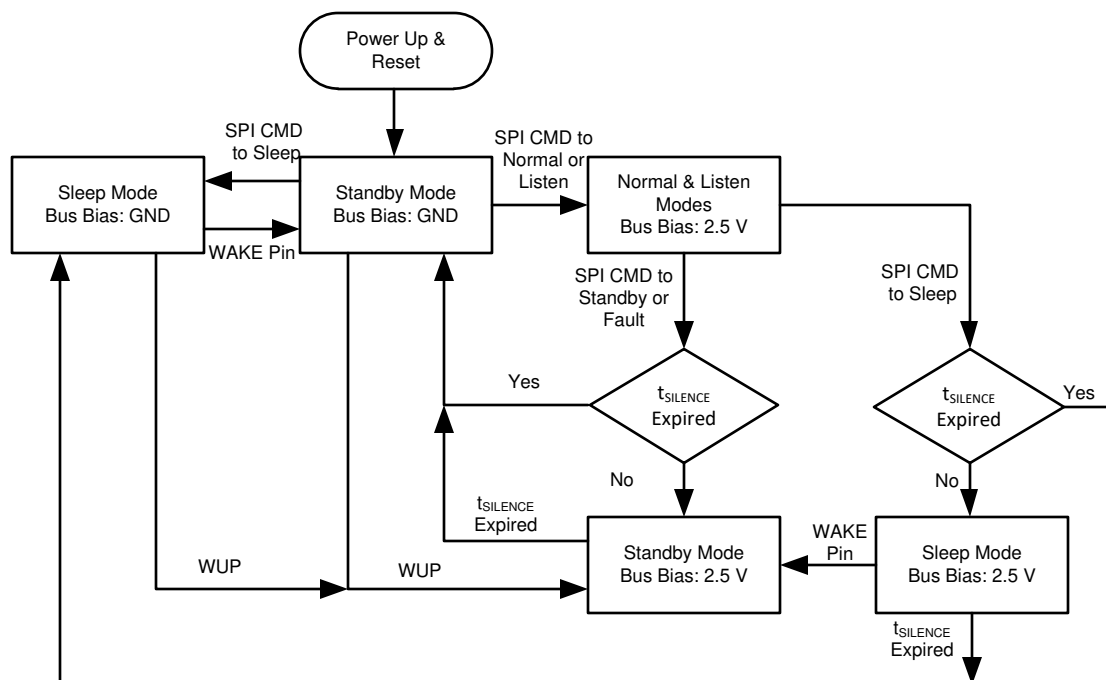 Power Up &
Reset
SPI CMD
to Sleep
SPI CMD to
Normal or
Listen
Sleep Mode
Bus Bias: GND
Standby Mode
Bus Bias: GND
Normal & Listen
Modes
Bus Bias: 2.5 V
WAKE Pin
SPI CMD to
Standby or
Fault
SPI CMD
to Sleep
Yes
tSILENCE
Expired
tSILENCE
Expired
Yes
No
No
tSILENCE
Expired
Standby Mode
Bus Bias: 2.5 V
WAKE
Pin
Sleep Mode
Bus Bias: 2.5 V
WUP
WUP
tSILENCE
Expired